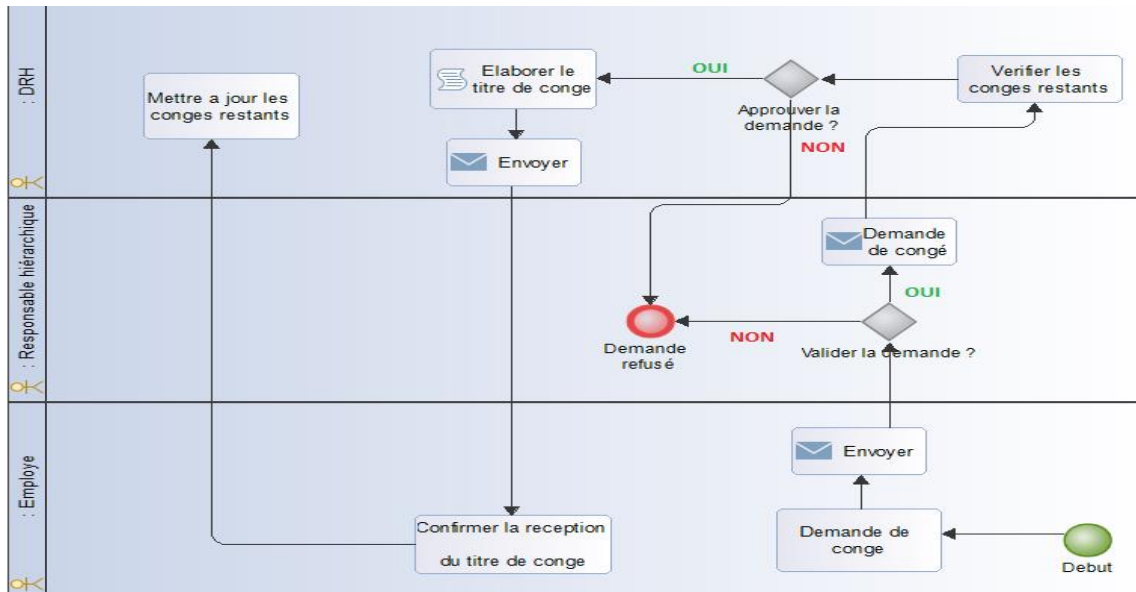 : DRH
Mettre a jour les
conges restants
Elaborer le
titre de conge
OUI
Approuver la
demande ?
NON
Verifier les
conges restants
Envoyer
: Responsable hiérarchique
Demande
de congé
OUI
Demande
refusé
NON
Valider la demande ?
: Employe
Envoyer
Confirmer la reception
du titre de conge
Demande de
conge
Debut